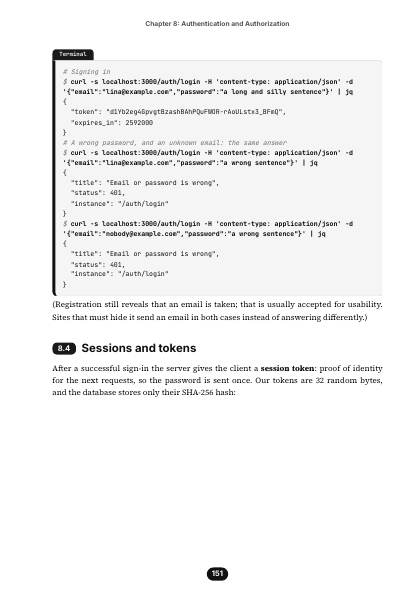 Chapter 8: Authentication and Authorization
Terminal
# Signing in
$ curl -s localhost:3000/auth/login -H 'content-type: application/json' -d
'{"email":"lina@example.com","password":"a long and silly sentence"}' | jq
{
"token": "d1Yb2eg4GpvgtBzashBAhPQuFWOR-rAoULstx3_BFmQ",
"expires_in": 2592000
}
# A wrong password, and an unknown email: the same answer
$ curl -s localhost:3000/auth/login -H 'content-type: application/json' -d
'{"email":"lina@example.com","password":"a wrong sentence"}' | jq
{
"title": "Email or password is wrong",
"status": 401,
"instance": "/auth/login"
}
$ curl -s localhost:3000/auth/login -H 'content-type: application/json' -d
'{"email":"nobody@example.com","password":"a wrong sentence"}' | jq
{
"title": "Email or password is wrong",
"status": 401,
"instance": "/auth/login"
}
(Registration still reveals that an email is taken; that is usually accepted for usability.
Sites that must hide it send an email in both cases instead of answering differently.)
8.4 Sessions and tokens
After a successful sign-in the server gives the client a session token: proof of identity
for the next requests, so the password is sent once. Our tokens are 32 random bytes,
and the database stores only their SHA-256 hash:
151